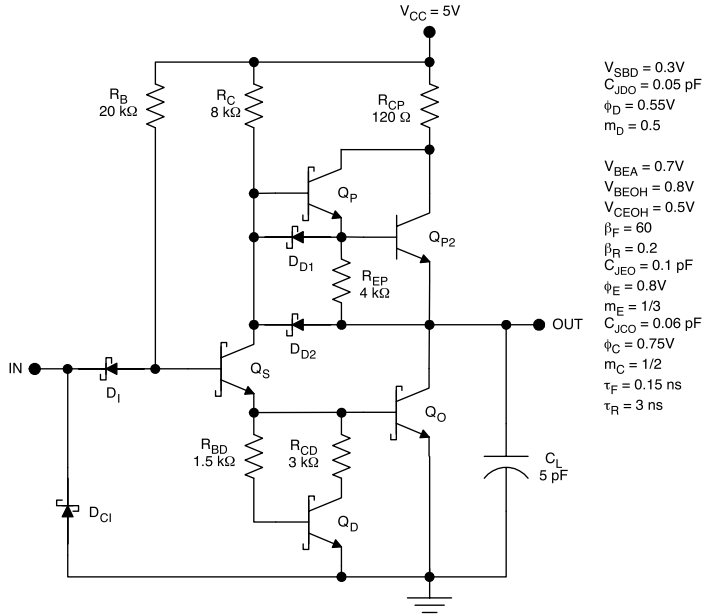 V_CC = 5V
R_B
20 kΩ
R_C
8 kΩ
R_CP
120 Ω
Q_P
Q_P2
D_D1
R_EP
4 kΩ
D_D2
OUT
IN
D_I
Q_S
Q_O
R_BD
1.5 kΩ
R_CD
3 kΩ
C_L
5 pF
D_CI
Q_D
V_SBD = 0.3V
C_JDO = 0.05 pF
ϕ_D = 0.55V
m_D = 0.5
V_BEA = 0.7V
V_BEOH = 0.8V
V_CEOH = 0.5V
β_F = 60
β_R = 0.2
C_JEO = 0.1 pF
ϕ_E = 0.8V
m_E = 1/3
C_JCO = 0.06 pF
ϕ_C = 0.75V
m_C = 1/2
τ_F = 0.15 ns
τ_R = 3 ns